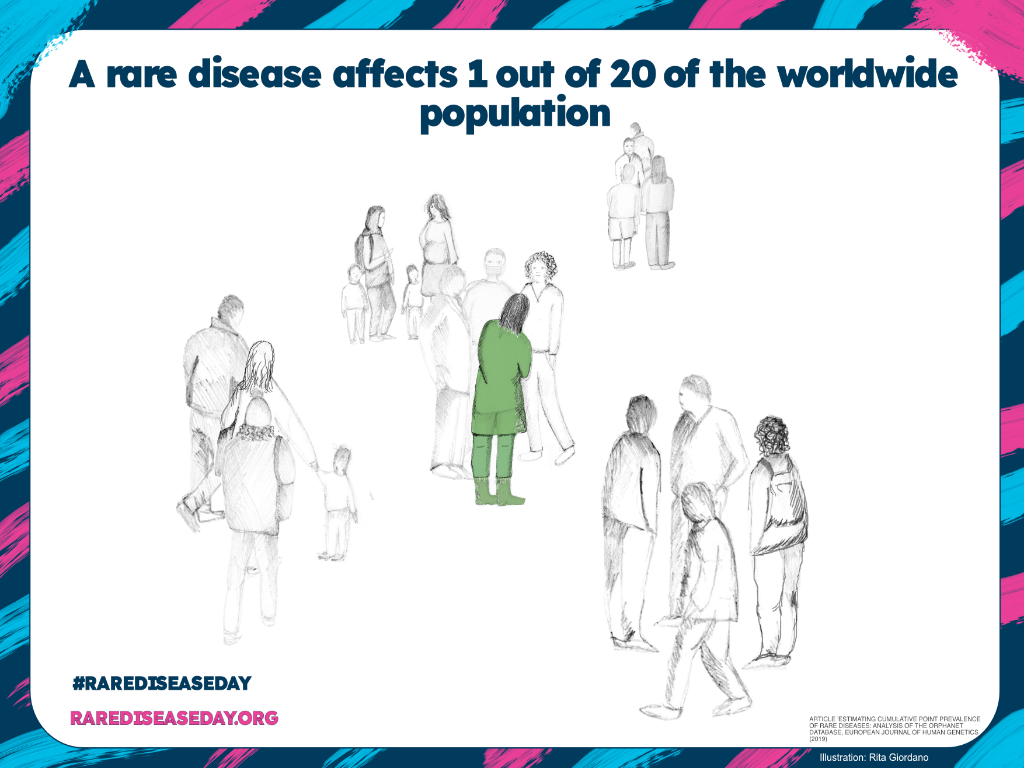 A rare disease affects 1 out of 20 of the worldwide
population
#RAREDISEASEDAY
RAREDISEASEDAY.ORG
ARTICLE 'ESTIMATING CUMULATIVE POINT PREVALENCE
OF RARE DISEASES: ANALYSIS OF THE ORPHANET
DATABASE, EUROPEAN JOURNAL OF HUMAN GENETICS
(2019)
Illustration: Rita Giordano